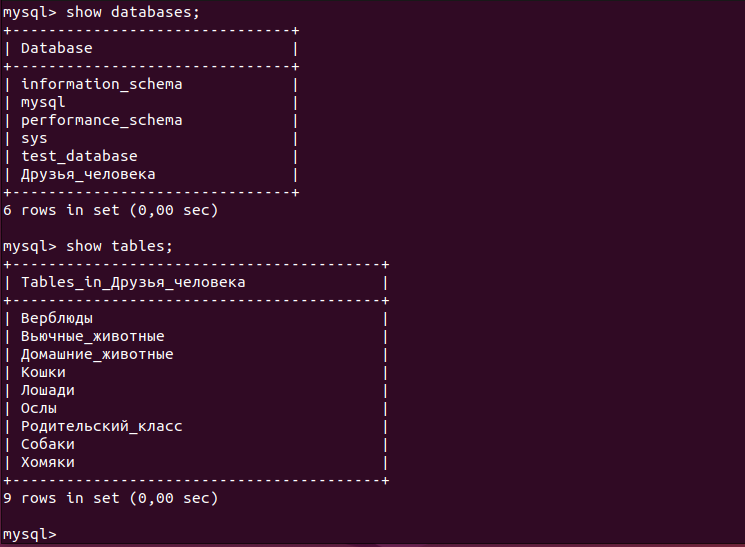 mysql> show databases;
+-------------------------------+
| Database                      |
+-------------------------------+
| information_schema            |
| mysql                         |
| performance_schema            |
| sys                           |
| test_database                 |
| Друзья_человека               |
+-------------------------------+
6 rows in set (0,00 sec)
mysql> show tables;
+-----------------------------------------+
| Tables_in_Друзья_человека               |
+-----------------------------------------+
| Верблюды                                |
| Вьючные_животные                        |
| Домашние_животные                       |
| Кошки                                   |
| Лошади                                  |
| Ослы                                    |
| Родительский_класс                      |
| Собаки                                  |
| Хомяки                                  |
+-----------------------------------------+
9 rows in set (0,00 sec)
mysql>